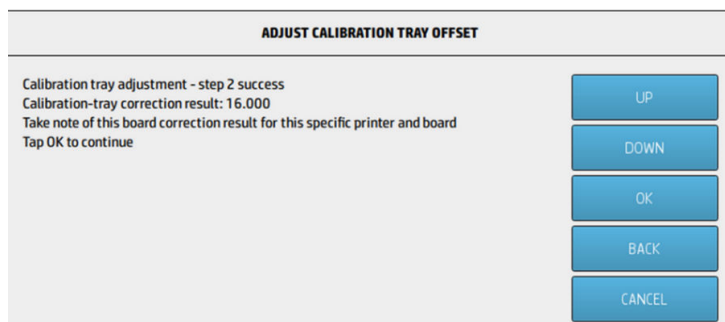 ADJUST CALIBRATION TRAY OFFSET
Calibration tray adjustment - step 2 success
Calibration-tray correction result: 16.000
Take note of this board correction result for this specific printer and board
Tap OK to continue
UP
DOWN
OK
BACK
CANCEL